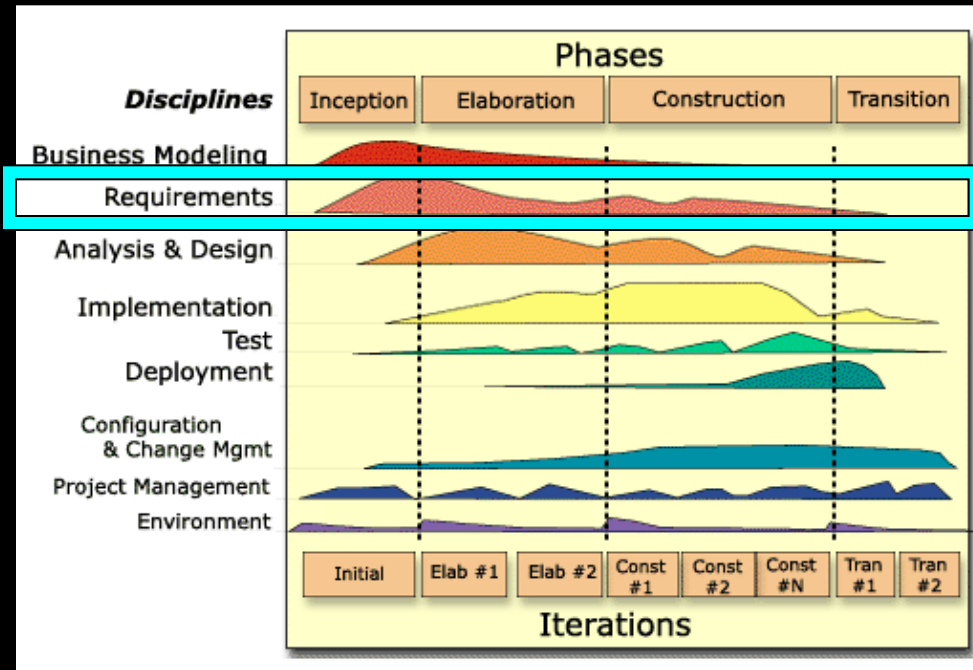 Phases
Disciplines
Inception
Elaboration
Construction
Transition
Business Modeling
Requirements
Analysis & Design
Implementation
Test
Deployment
Configuration
& Change Mgmt
Project Management
Environment
Initial
Elab #1
Elab #2
Const
#1
Const
#2
Const
#N
Tran
#1
Tran
#2
Iterations